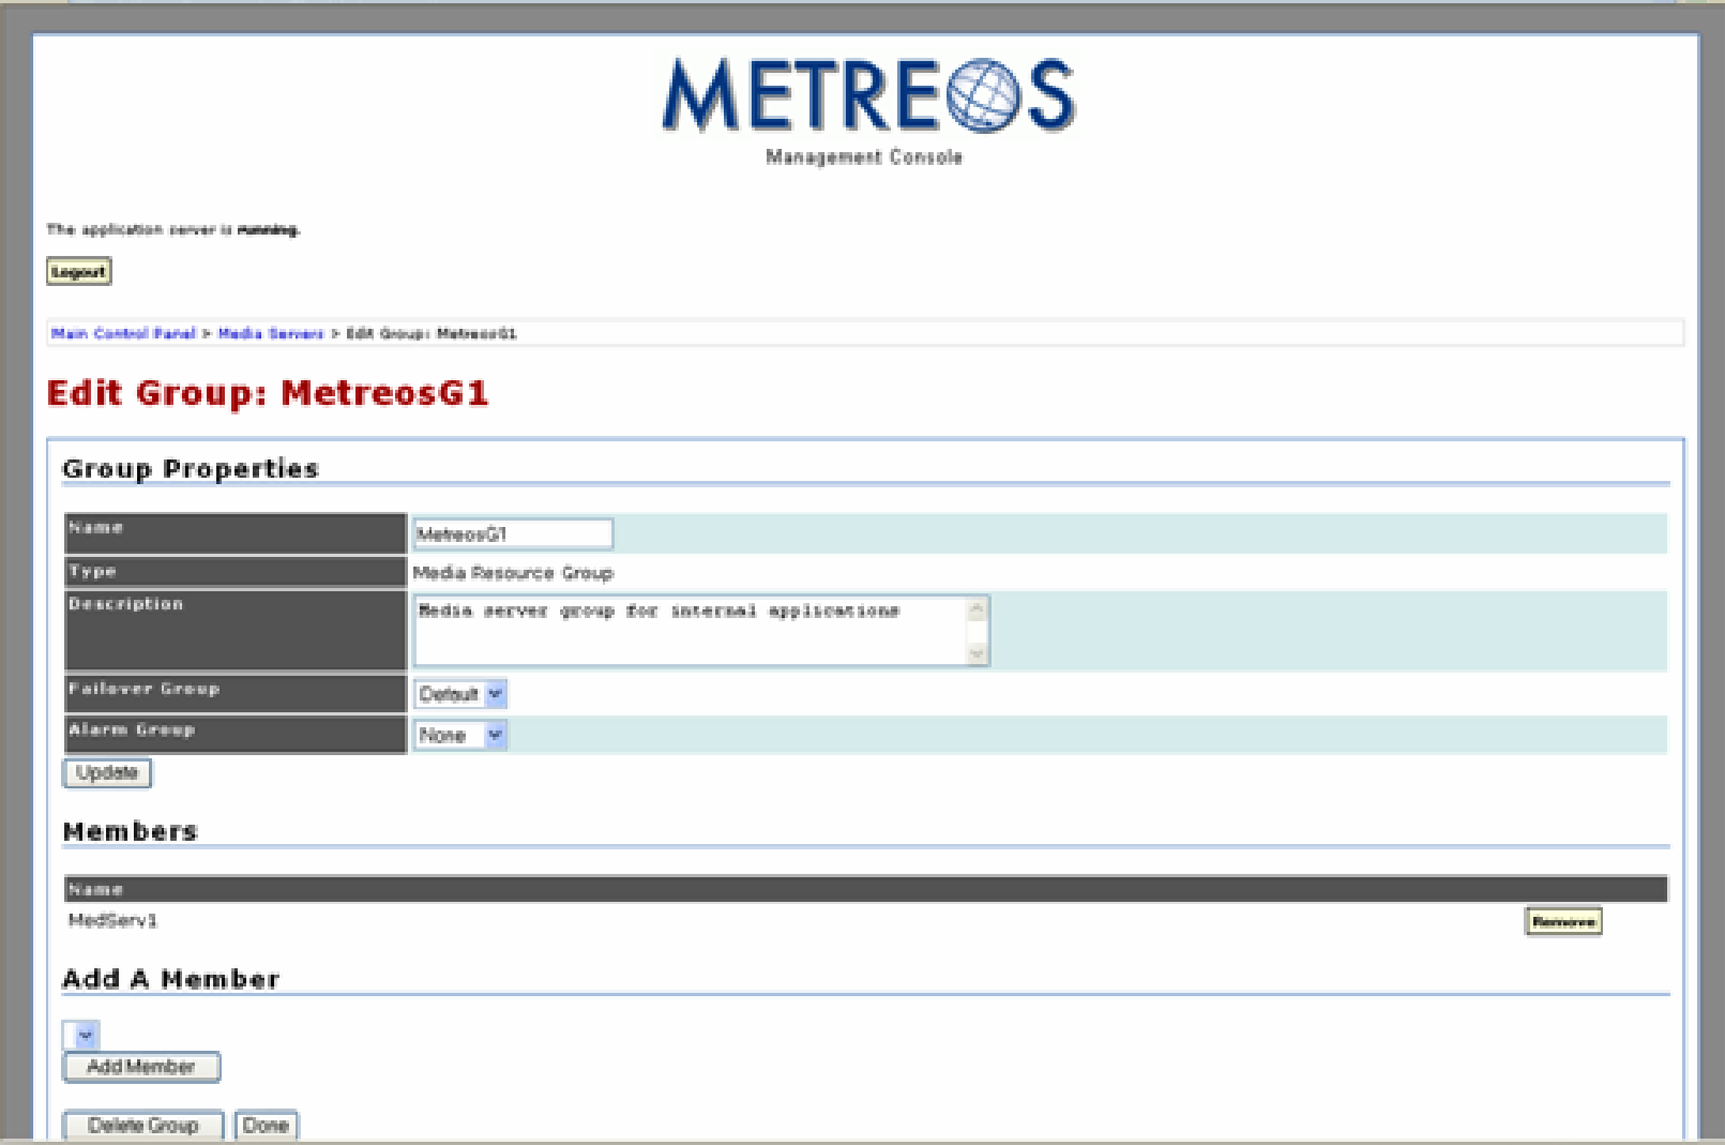 METREOS
Management Console
The application server is running.
Logout
Main Control Panel > Media Servers > Edit Group: MetreosG1
Edit Group: MetreosG1
Group Properties
Name MetreosG1
Type Media Resource Group
Description Media server group for internal applications
Failover Group Default
Alarm Group None
Update
Members
Name
MedServ1 Remove
Add A Member
Add Member
Delete Group Done